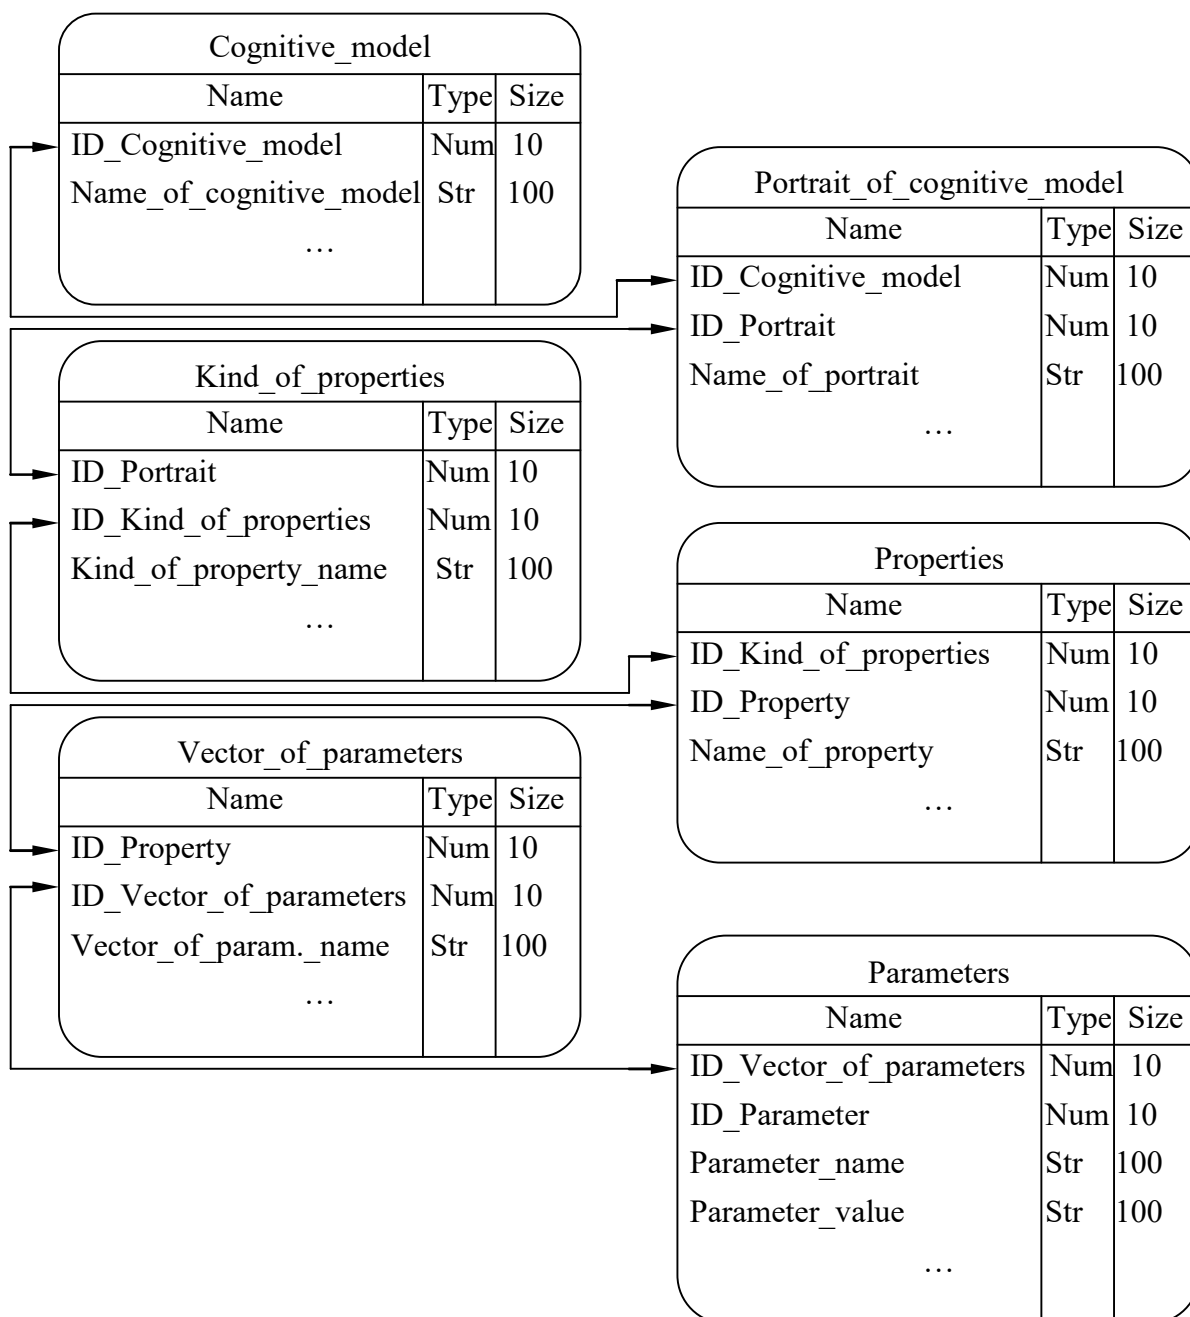 Cognitive_model
Name Type Size
ID_Cognitive_model Num 10
Name_of_cognitive_model Str 100
…
Portrait_of_cognitive_model
Name Type Size
ID_Cognitive_model Num 10
ID_Portrait Num 10
Name_of_portrait Str 100
…
Kind_of_properties
Name Type Size
ID_Portrait Num 10
ID_Kind_of_properties Num 10
Kind_of_property_name Str 100
…
Properties
Name Type Size
ID_Kind_of_properties Num 10
ID_Property Num 10
Name_of_property Str 100
…
Vector_of_parameters
Name Type Size
ID_Property Num 10
ID_Vector_of_parameters Num 10
Vector_of_param._name Str 100
…
Parameters
Name Type Size
ID_Vector_of_parameters Num 10
ID_Parameter Num 10
Parameter_name Str 100
Parameter_value Str 100
…